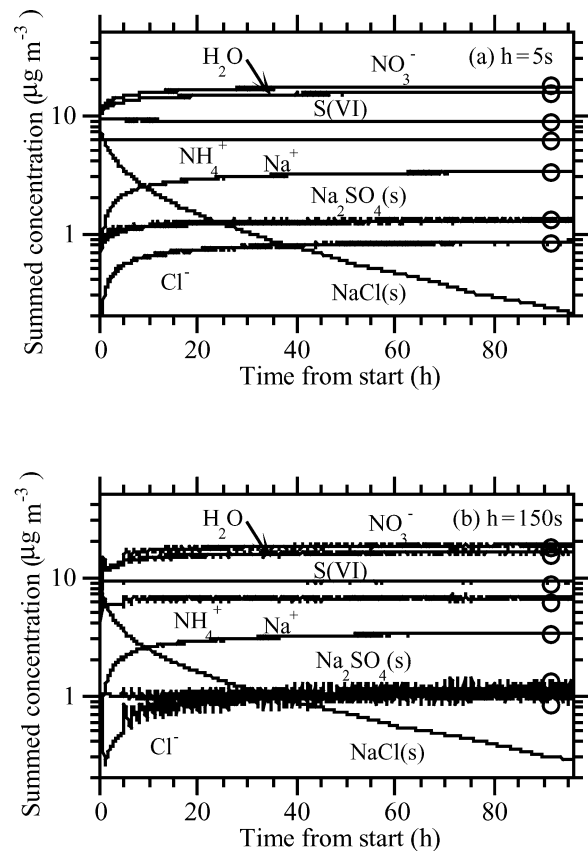 (a) h=5s
Summed concentration (μg m⁻³)
10
1
H₂O
NO₃⁻
S(VI)
NH₄⁺
Na⁺
Na₂SO₄(s)
Cl⁻
NaCl(s)
0 20 40 60 80
Time from start (h)
(b) h=150s
Summed concentration (μg m⁻³)
10
1
H₂O
NO₃⁻
S(VI)
NH₄⁺
Na⁺
Na₂SO₄(s)
Cl⁻
NaCl(s)
0 20 40 60 80
Time from start (h)